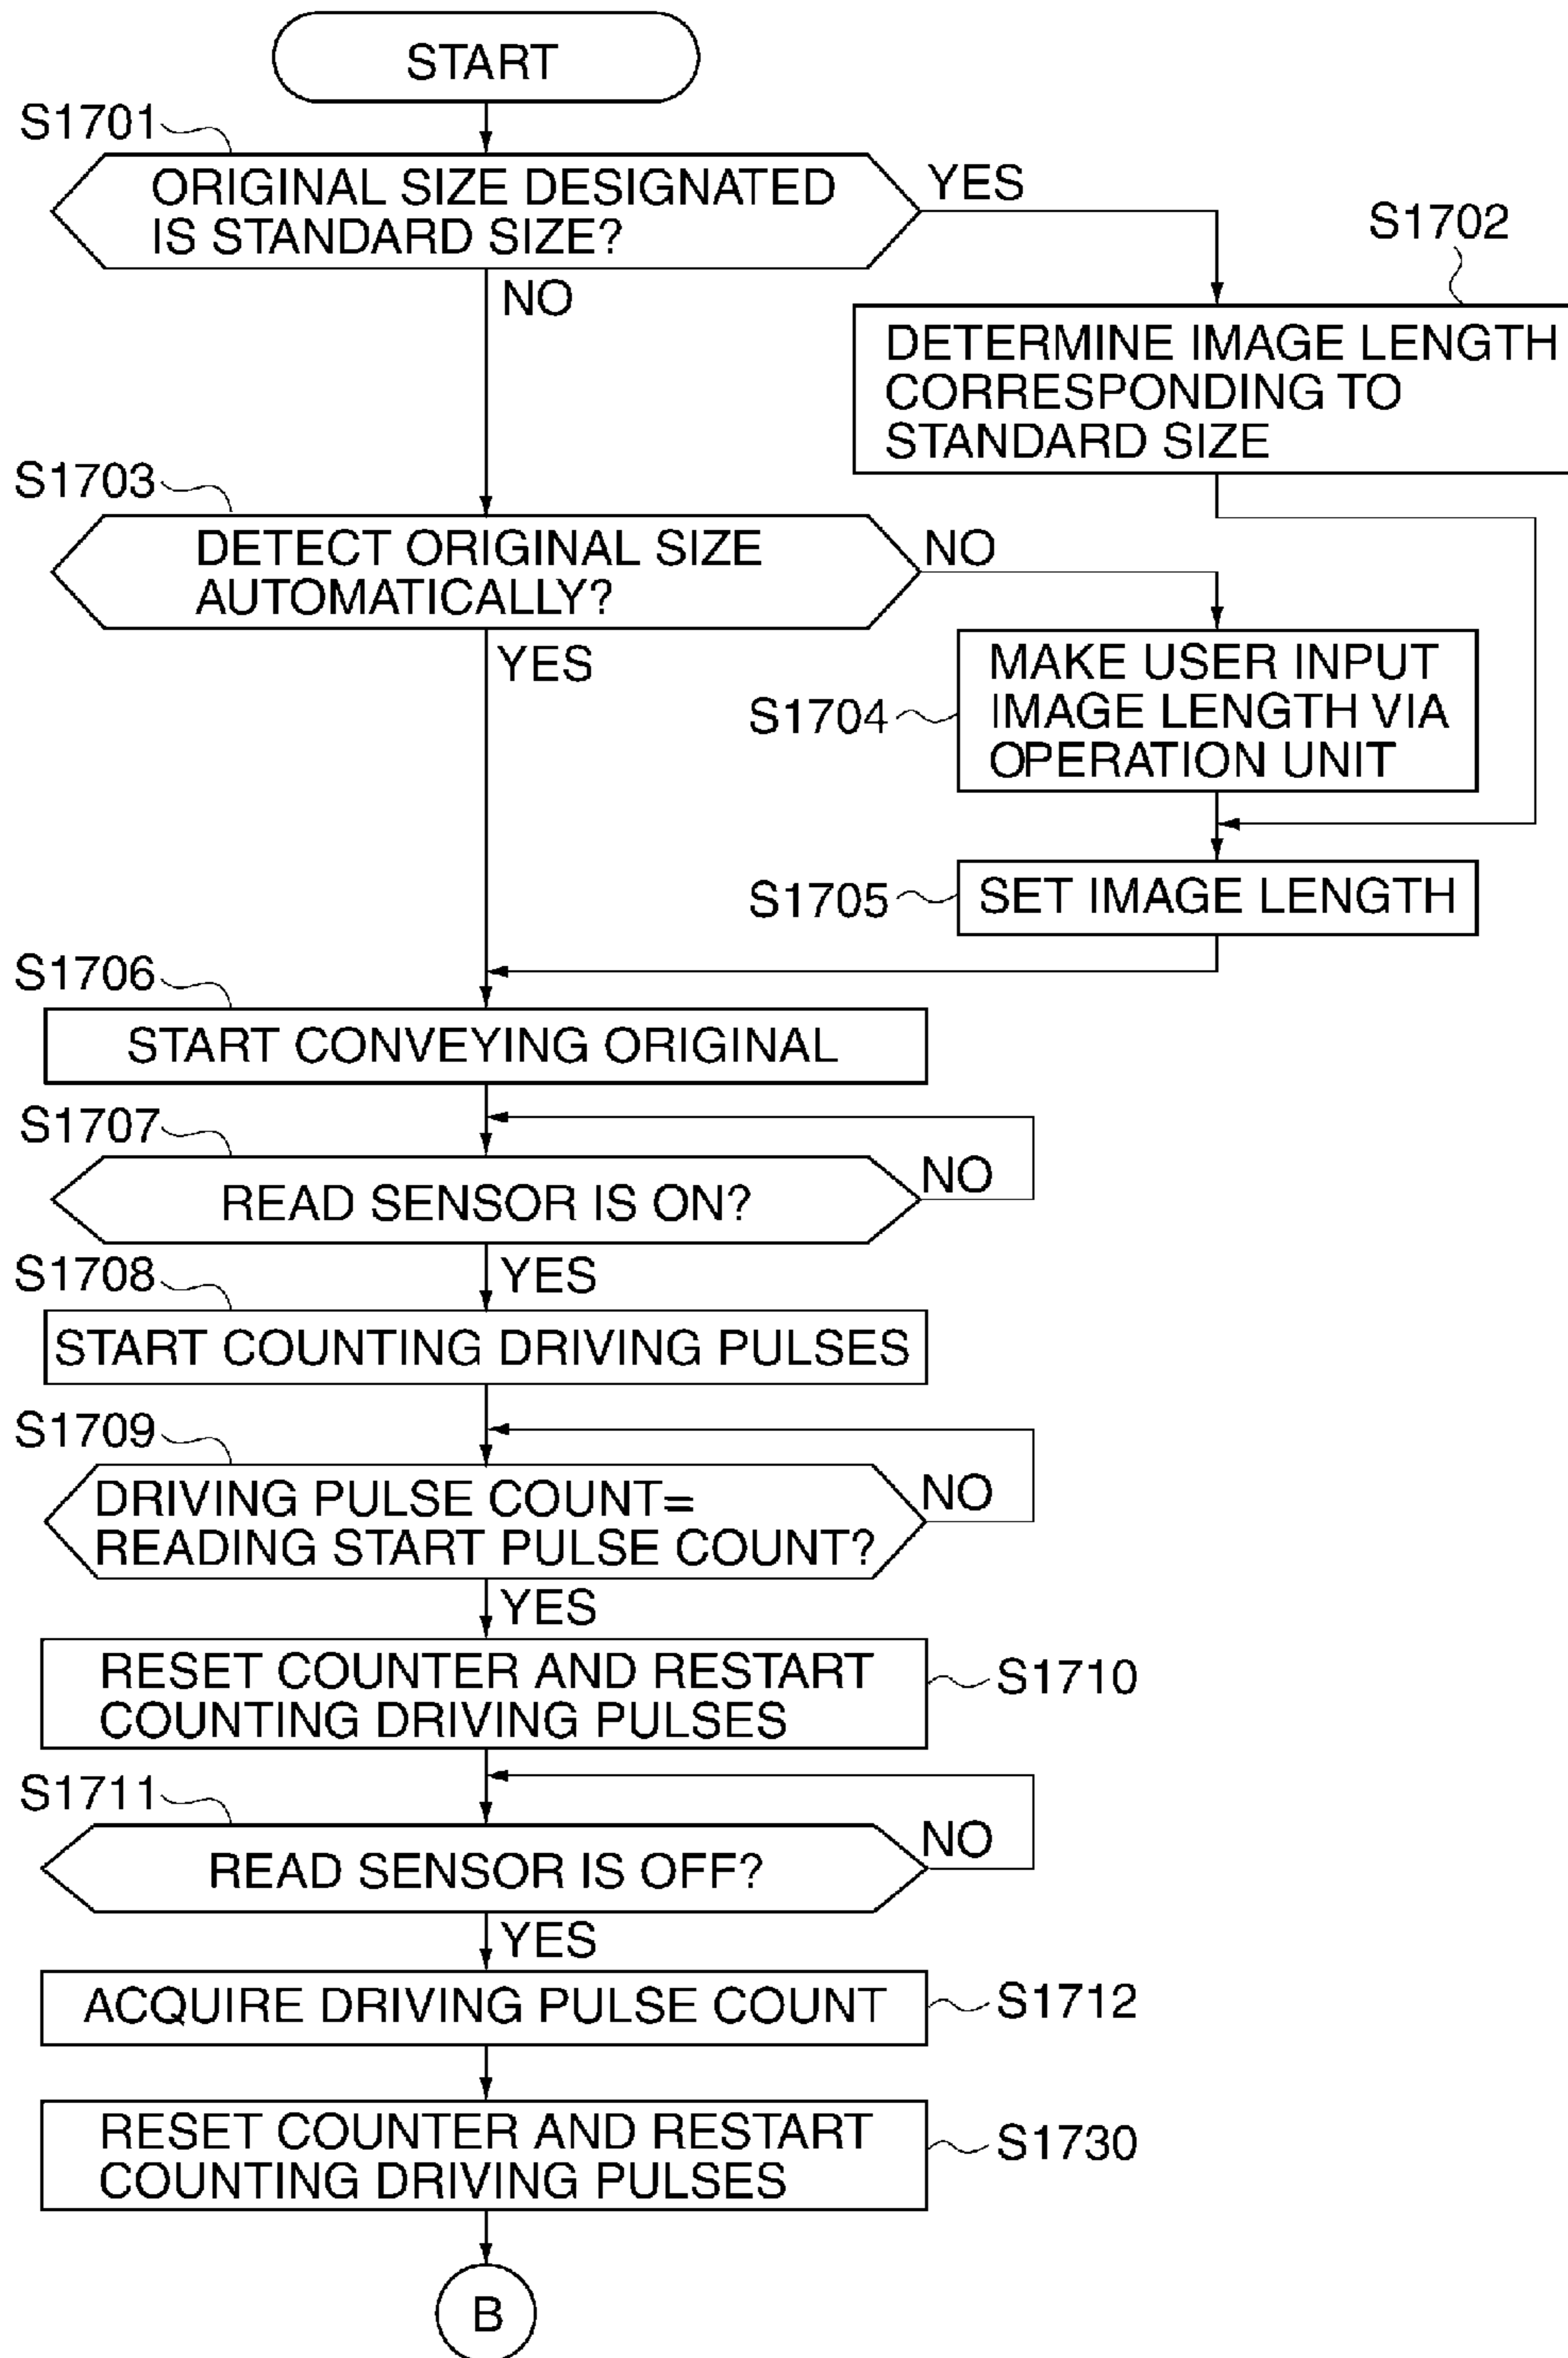 START
S1701
ORIGINAL SIZE DESIGNATED
IS STANDARD SIZE?
YES
NO
S1702
DETERMINE IMAGE LENGTH
CORRESPONDING TO
STANDARD SIZE
S1703
DETECT ORIGINAL SIZE
AUTOMATICALLY?
NO
YES
S1704
MAKE USER INPUT
IMAGE LENGTH VIA
OPERATION UNIT
S1705
SET IMAGE LENGTH
S1706
START CONVEYING ORIGINAL
S1707
READ SENSOR IS ON?
NO
YES
S1708
START COUNTING DRIVING PULSES
S1709
DRIVING PULSE COUNT=
READING START PULSE COUNT?
NO
YES
RESET COUNTER AND RESTART
COUNTING DRIVING PULSES
S1710
S1711
READ SENSOR IS OFF?
NO
YES
ACQUIRE DRIVING PULSE COUNT
S1712
RESET COUNTER AND RESTART
COUNTING DRIVING PULSES
S1730
B